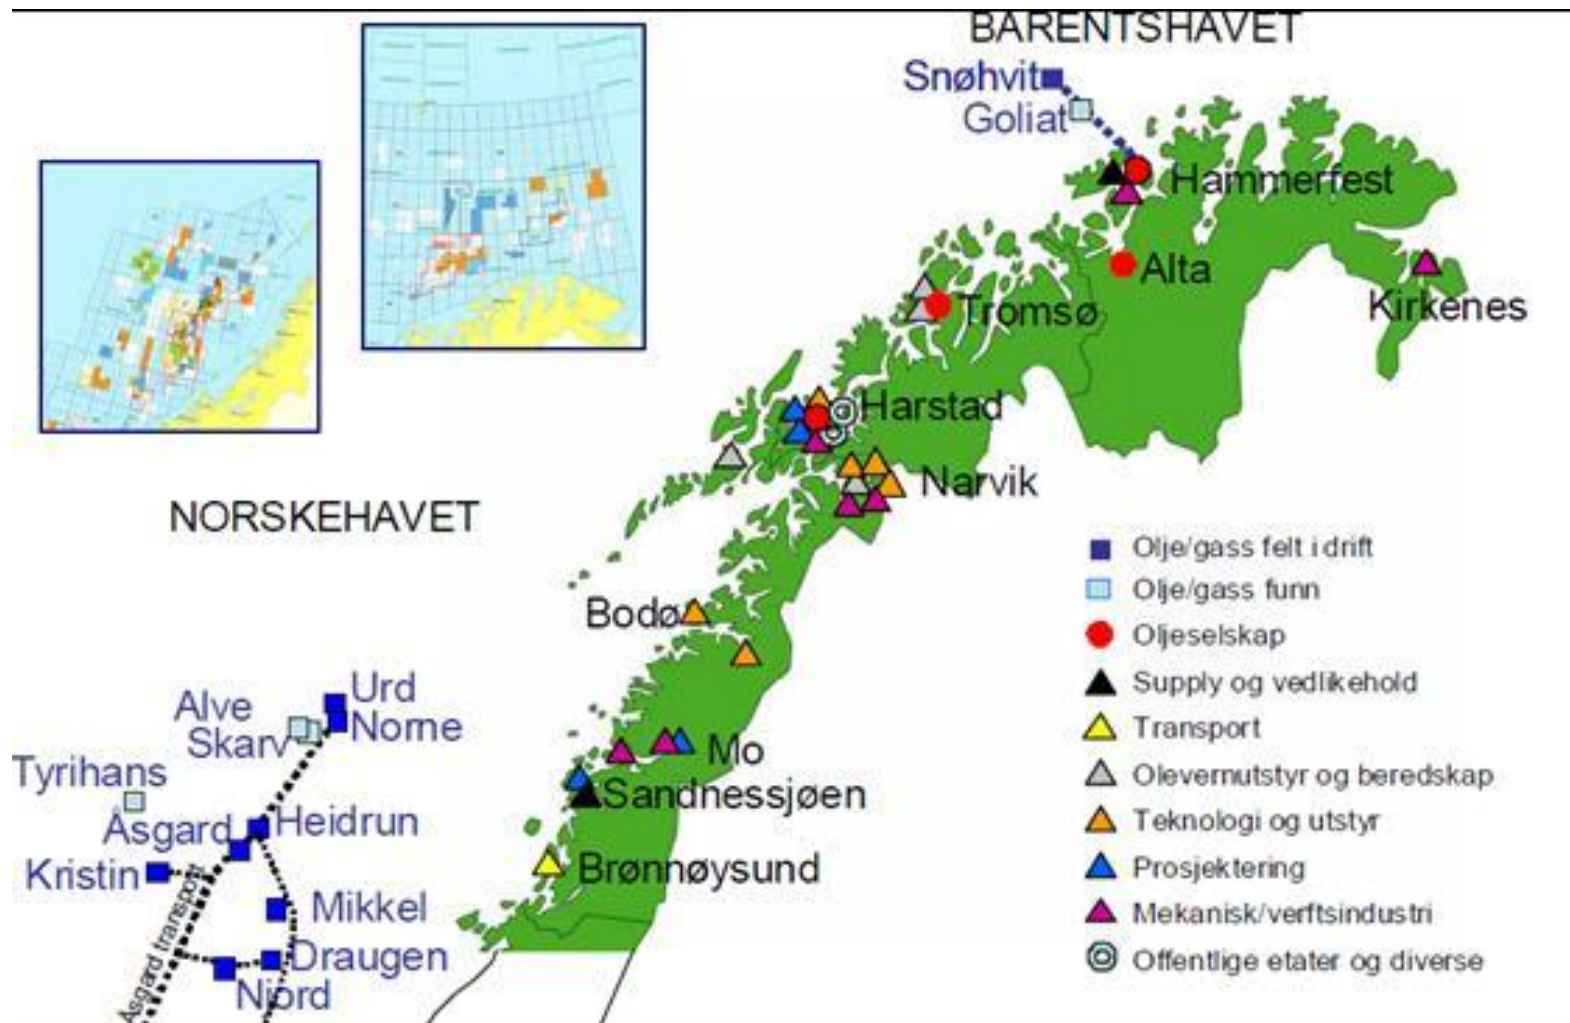 BARENTSHAVET
Snøhvit
Goliat
Hammerfest
Alta
Kirkenes
Tromsø
Harstad
Narvik
NORSKEHAVET
Bodø
Urd
Alve
Norne
Skarv
Mo
Tyrihans
Sandnessjøen
Åsgard
Heidrun
Kristin
Brønnøysund
Mikkel
Draugen
Njord
Åsgard transport
Olje/gass felt i drift
Olje/gass funn
Oljeselskap
Supply og vedlikehold
Transport
Olevernutstyr og beredskap
Teknologi og utstyr
Prosjektering
Mekanisk/verftsindustri
Offentlige etater og diverse